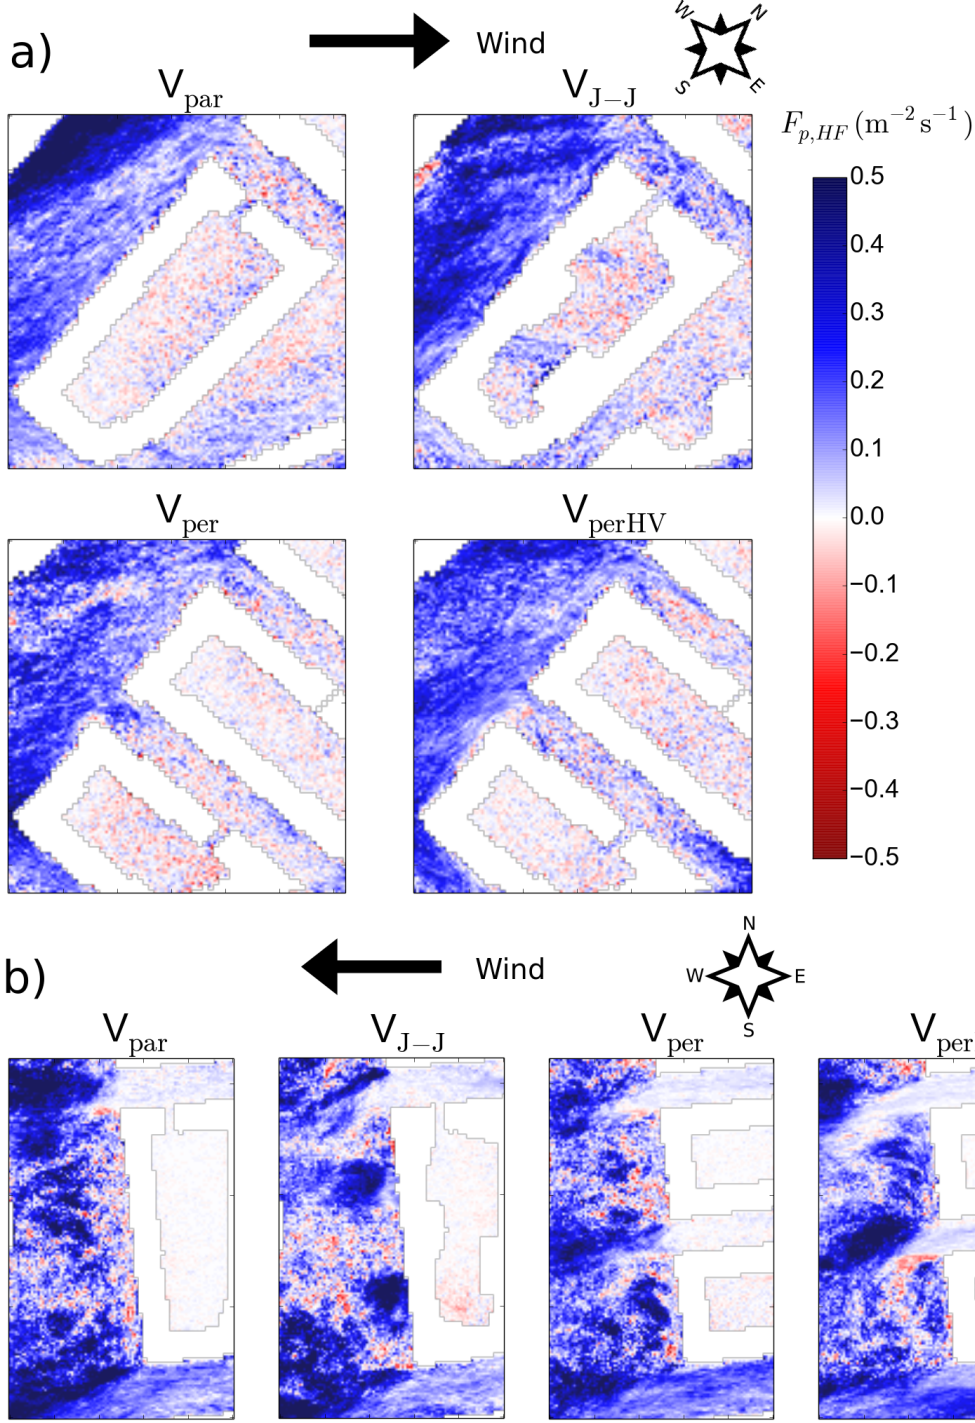 a)
Wind
W N
S E
V_par V_J−J
F_p,HF (m^−2 s^−1)
0.5
0.4
0.3
0.2
0.1
0.0
−0.1
−0.2
−0.3
−0.4
−0.5
V_per V_perHV
b)
Wind
N
W E
S
V_par V_J−J V_per V_per